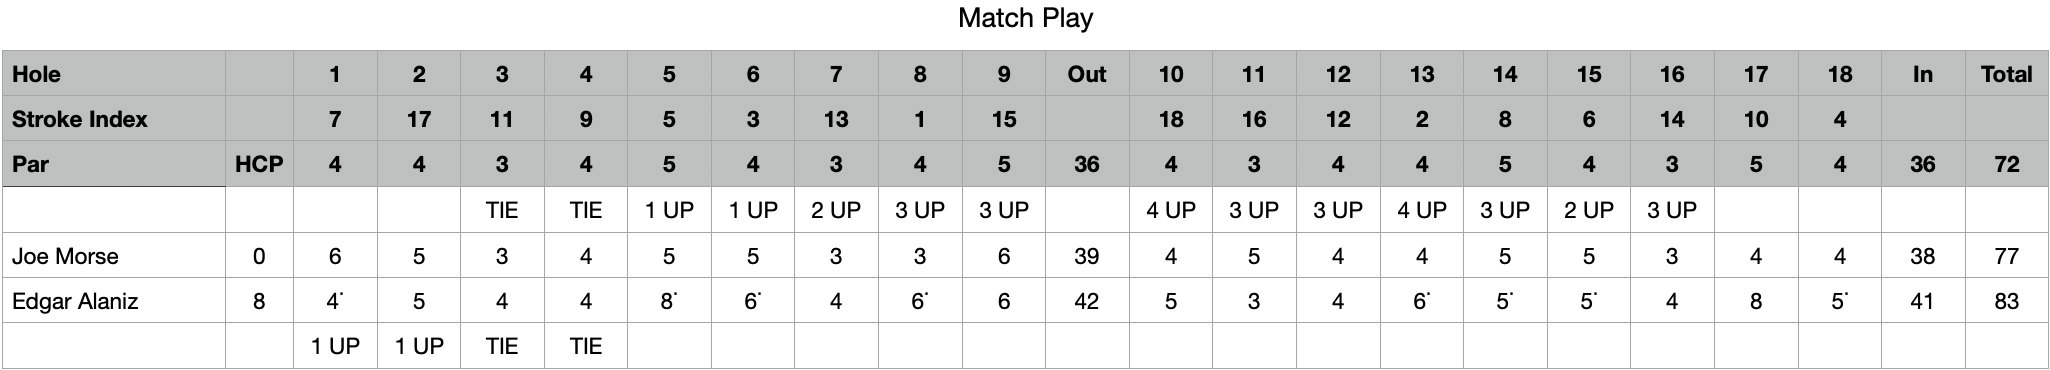 Match Play
Hole 1 2 3 4 5 6 7 8 9 Out 10 11 12 13 14 15 16 17 18 In Total
Stroke Index 7 17 11 9 5 3 13 1 15 18 16 12 2 8 6 14 10 4
Par HCP 4 4 3 4 5 4 3 4 5 36 4 3 4 4 5 4 3 5 4 36 72
TIE TIE 1 UP 1 UP 2 UP 3 UP 3 UP 4 UP 3 UP 3 UP 4 UP 3 UP 2 UP 3 UP
Joe Morse 0 6 5 3 4 5 5 3 3 6 39 4 5 4 4 5 5 3 4 4 38 77
Edgar Alaniz 8 4˙ 5 4 4 8˙ 6˙ 4 6˙ 6 42 5 3 4 6˙ 5˙ 5˙ 4 8 5˙ 41 83
1 UP 1 UP TIE TIE